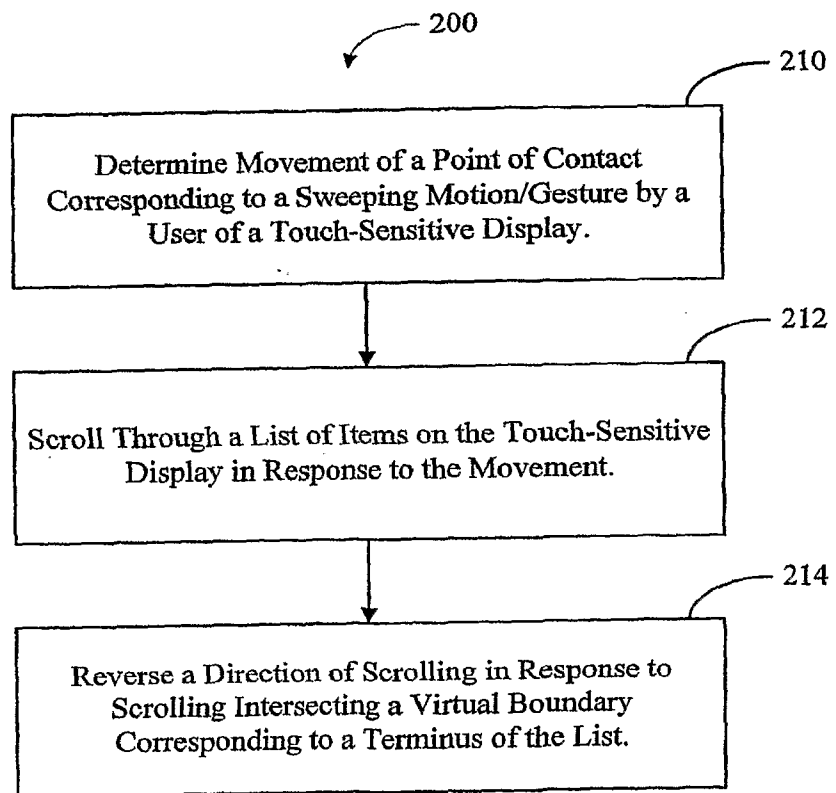 200
210
Determine Movement of a Point of Contact
Corresponding to a Sweeping Motion/Gesture by a
User of a Touch-Sensitive Display.
212
Scroll Through a List of Items on the Touch-Sensitive
Display in Response to the Movement.
214
Reverse a Direction of Scrolling in Response to
Scrolling Intersecting a Virtual Boundary
Corresponding to a Terminus of the List.